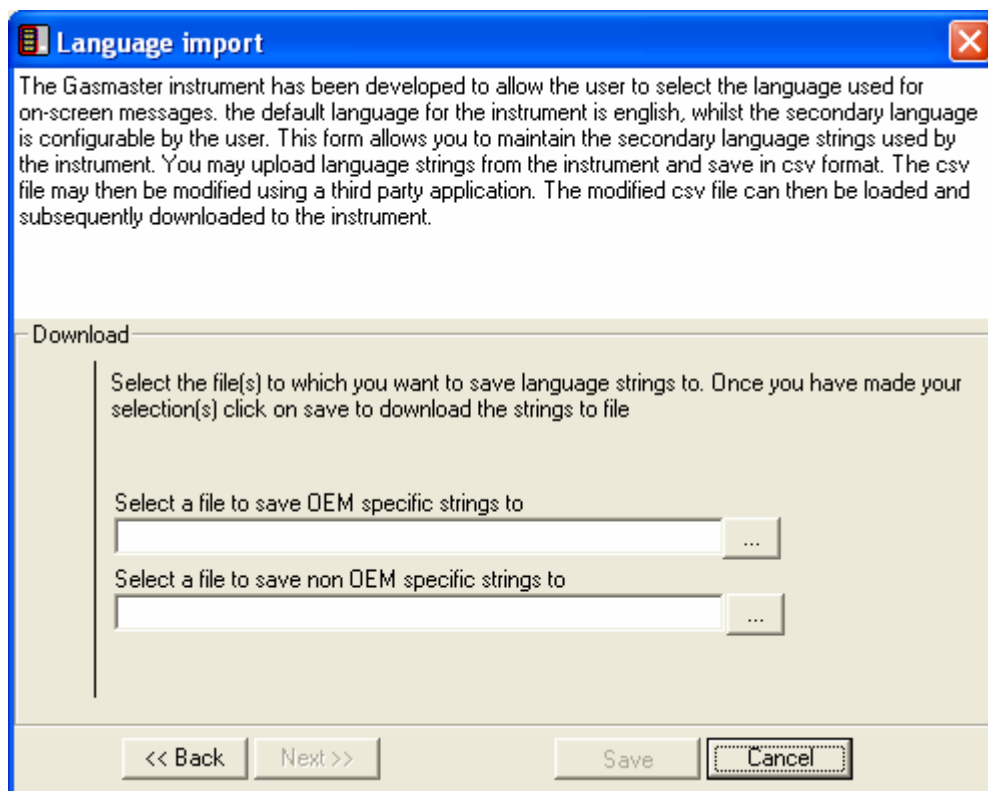 Language import
The Gasmaster instrument has been developed to allow the user to select the language used for
on-screen messages. the default language for the instrument is english, whilst the secondary language
is configurable by the user. This form allows you to maintain the secondary language strings used by
the instrument. You may upload language strings from the instrument and save in csv format. The csv
file may then be modified using a third party application. The modified csv file can then be loaded and
subsequently downloaded to the instrument.
Download
Select the file(s) to which you want to save language strings to. Once you have made your
selection(s) click on save to download the strings to file
Select a file to save OEM specific strings to
...
Select a file to save non OEM specific strings to
...
<< Back Next >> Save Cancel